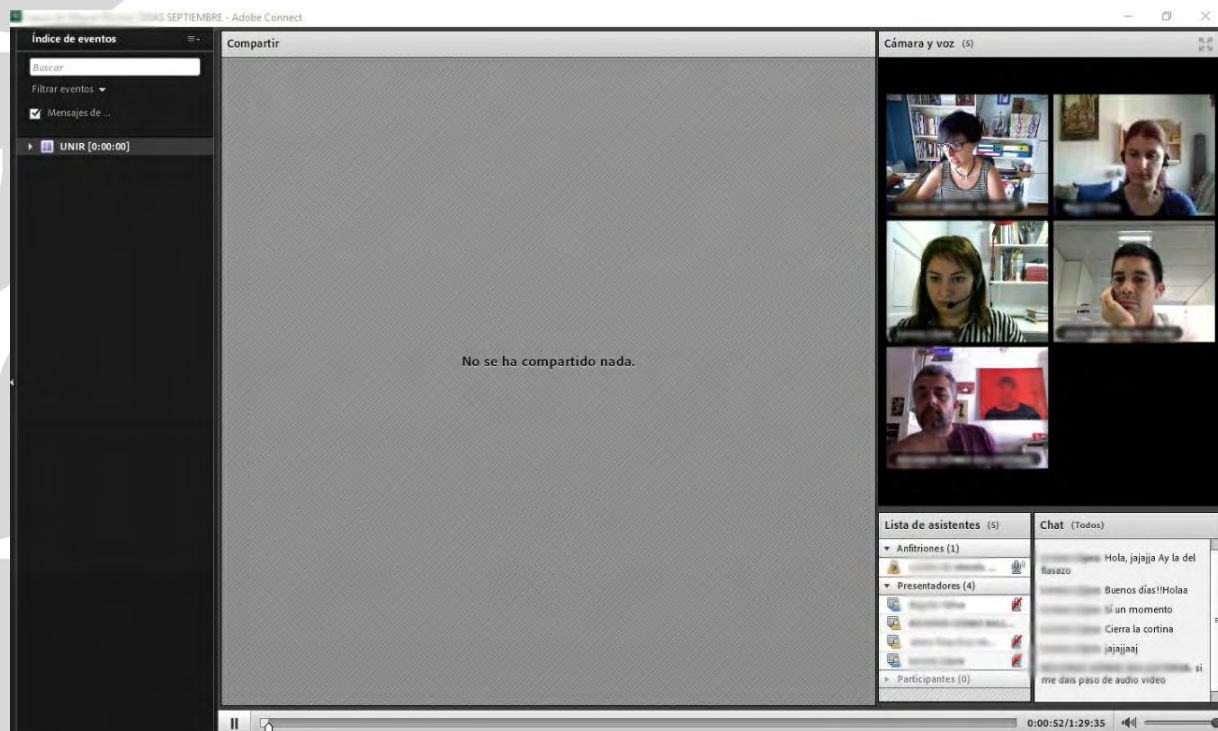 SEPTIEMBRE - Adobe Connect
Índice de eventos
Buscar
Filtrar eventos
Mensajes de ...
UNIR [0:00:00]
Compartir
No se ha compartido nada.
Cámara y voz (5)
Lista de asistentes (5)
Anfitriones (1)
Presentadores (4)
Participantes (0)
Chat (Todos)
Hola, jajajja Ay la del
fiasazo
Buenos días!!Holaa
Sí un momento
Cierra la cortina
jajajjaaj
si
me dais paso de audio video
0:00:52/1:29:35